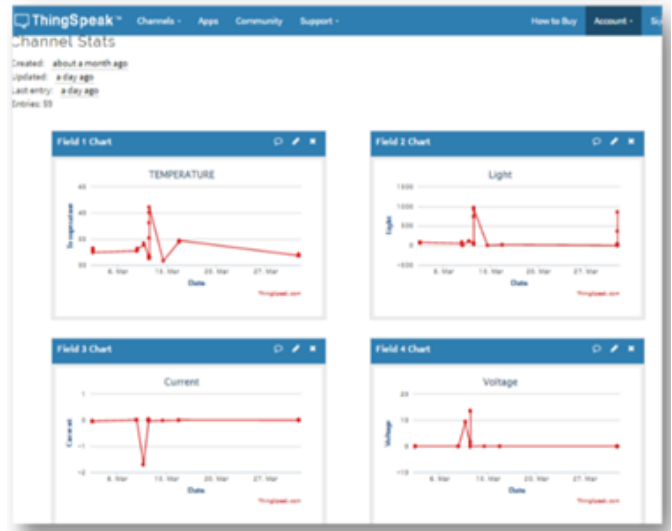 ThingSpeak™ Channels Apps Community Support How to Buy Account
Channel Stats
Created: about a month ago
Updated: a day ago
Last entry: a day ago
Entries: 59
Field 1 Chart
TEMPERATURE
45
40
35
30
Temperature
6. Mar 13. Mar 20. Mar 27. Mar
Date
ThingSpeak.com
Field 2 Chart
Light
1500
1000
500
0
-500
Light
6. Mar 13. Mar 20. Mar 27. Mar
Date
ThingSpeak.com
Field 3 Chart
Current
1
0
-1
-2
Current
6. Mar 13. Mar 20. Mar 27. Mar
Date
ThingSpeak.com
Field 4 Chart
Voltage
20
10
0
-10
Voltage
6. Mar 13. Mar 20. Mar 27. Mar
Date
ThingSpeak.com